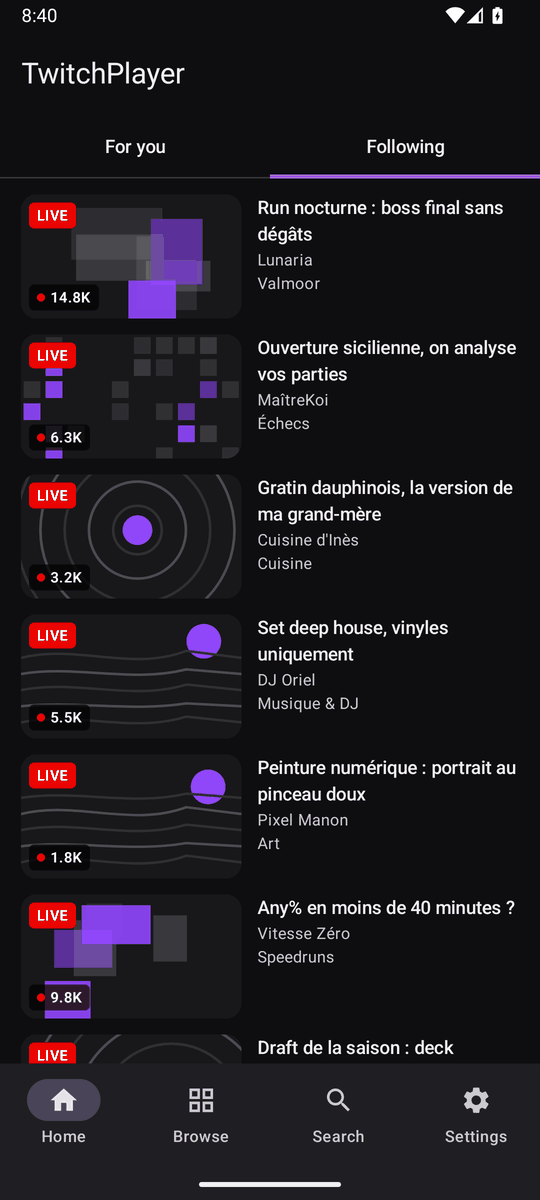 8:40
TwitchPlayer
For you
Following
LIVE
14.8K
Run nocturne : boss final sans
dégâts
Lunaria
Valmoor
LIVE
6.3K
Ouverture sicilienne, on analyse
vos parties
MaîtreKoi
Échecs
LIVE
3.2K
Gratin dauphinois, la version de
ma grand-mère
Cuisine d'Inès
Cuisine
LIVE
5.5K
Set deep house, vinyles
uniquement
DJ Oriel
Musique & DJ
LIVE
1.8K
Peinture numérique : portrait au
pinceau doux
Pixel Manon
Art
LIVE
9.8K
Any% en moins de 40 minutes ?
Vitesse Zéro
Speedruns
LIVE
Draft de la saison : deck
Home
Browse
Search
Settings